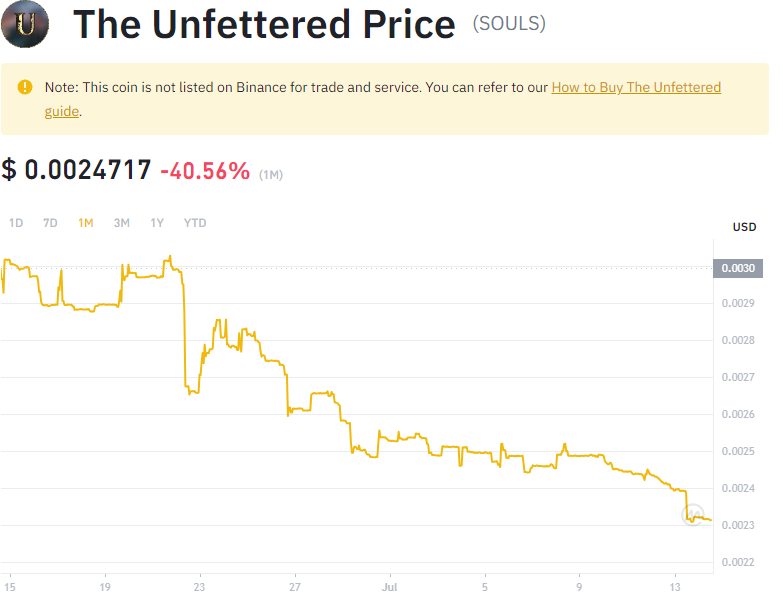 U
The Unfettered Price (SOULS)
Note: This coin is not listed on Binance for trade and service. You can refer to our How to Buy The Unfettered
guide.
$ 0.0024717 -40.56% (1M)
1D 7D 1M 3M 1Y YTD
USD
0.0030
0.0029
0.0028
0.0027
0.0026
0.0025
0.0024
0.0023
0.0022
15 19 23 27 Jul 5 9 13